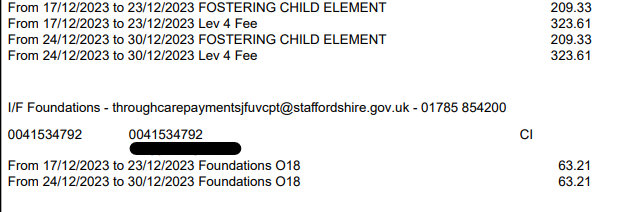 From 17/12/2023 to 23/12/2023 FOSTERING CHILD ELEMENT 209.33
From 17/12/2023 to 23/12/2023 Lev 4 Fee 323.61
From 24/12/2023 to 30/12/2023 FOSTERING CHILD ELEMENT 209.33
From 24/12/2023 to 30/12/2023 Lev 4 Fee 323.61
I/F Foundations - throughcarepaymentsjfuvcpt@staffordshire.gov.uk - 01785 854200
0041534792 0041534792 CI
From 17/12/2023 to 23/12/2023 Foundations O18 63.21
From 24/12/2023 to 30/12/2023 Foundations O18 63.21